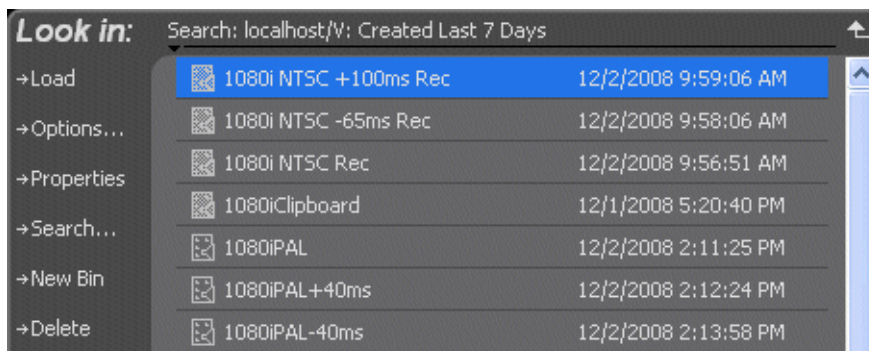 Look in:
Search: localhost/V: Created Last 7 Days
→Load
→Options...
→Properties
→Search...
→New Bin
→Delete
1080i NTSC +100ms Rec 12/2/2008 9:59:06 AM
1080i NTSC -65ms Rec 12/2/2008 9:58:06 AM
1080i NTSC Rec 12/2/2008 9:56:51 AM
1080iClipboard 12/1/2008 5:20:40 PM
1080iPAL 12/2/2008 2:11:25 PM
1080iPAL+40ms 12/2/2008 2:12:24 PM
1080iPAL-40ms 12/2/2008 2:13:58 PM